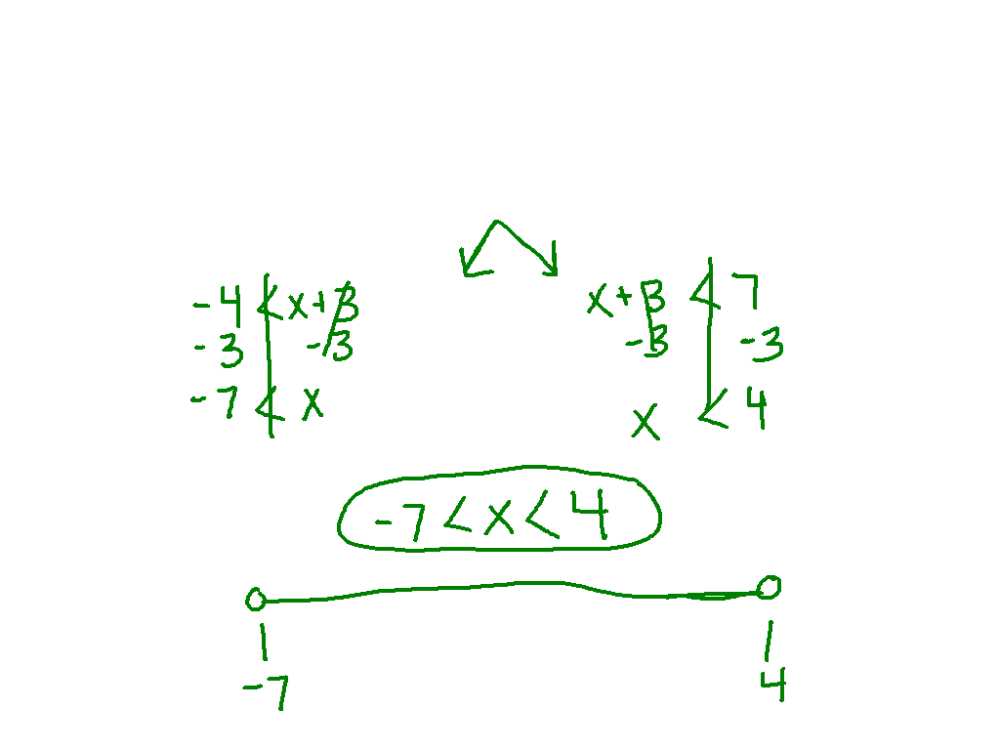 -4 < x+3 x+3 < 7
-3 -3 -3 -3
-7 < x x < 4
-7 < x < 4
-7 4